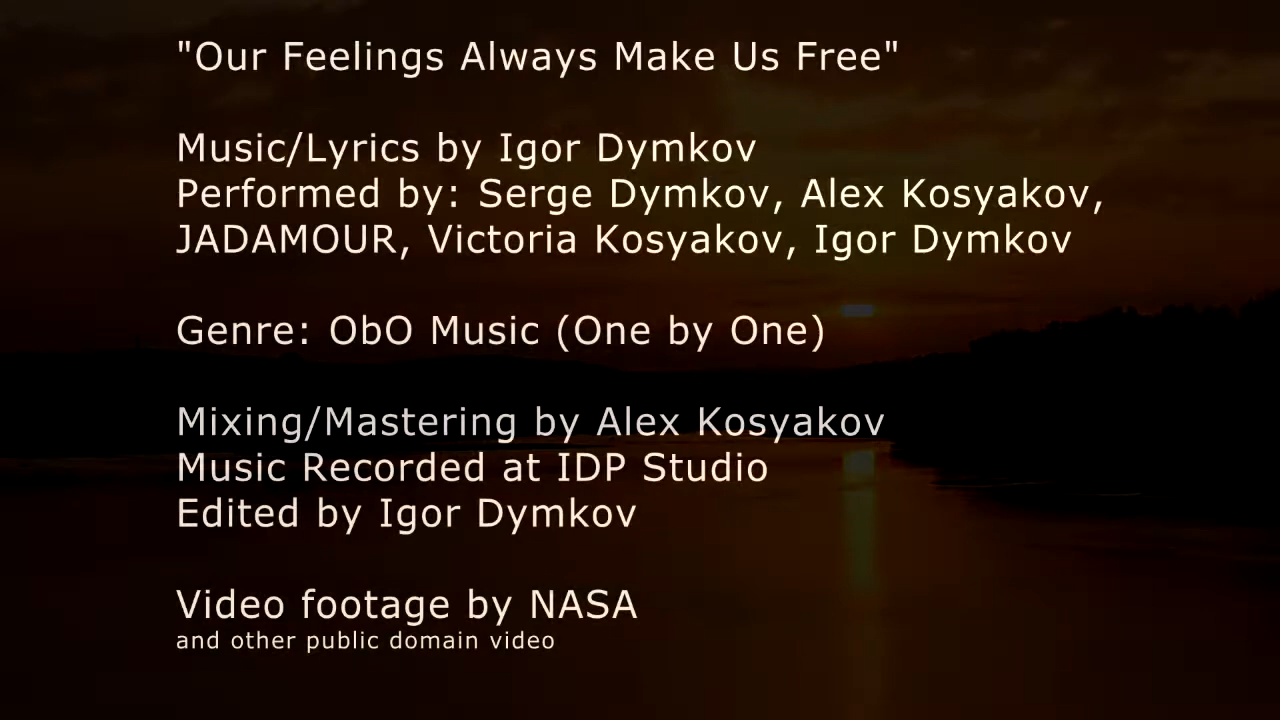 "Our Feelings Always Make Us Free"
Music/Lyrics by Igor Dymkov
Performed by: Serge Dymkov, Alex Kosyakov,
JADAMOUR, Victoria Kosyakov, Igor Dymkov
Genre: ObO Music (One by One)
Mixing/Mastering by Alex Kosyakov
Music Recorded at IDP Studio
Edited by Igor Dymkov
Video footage by NASA
and other public domain video